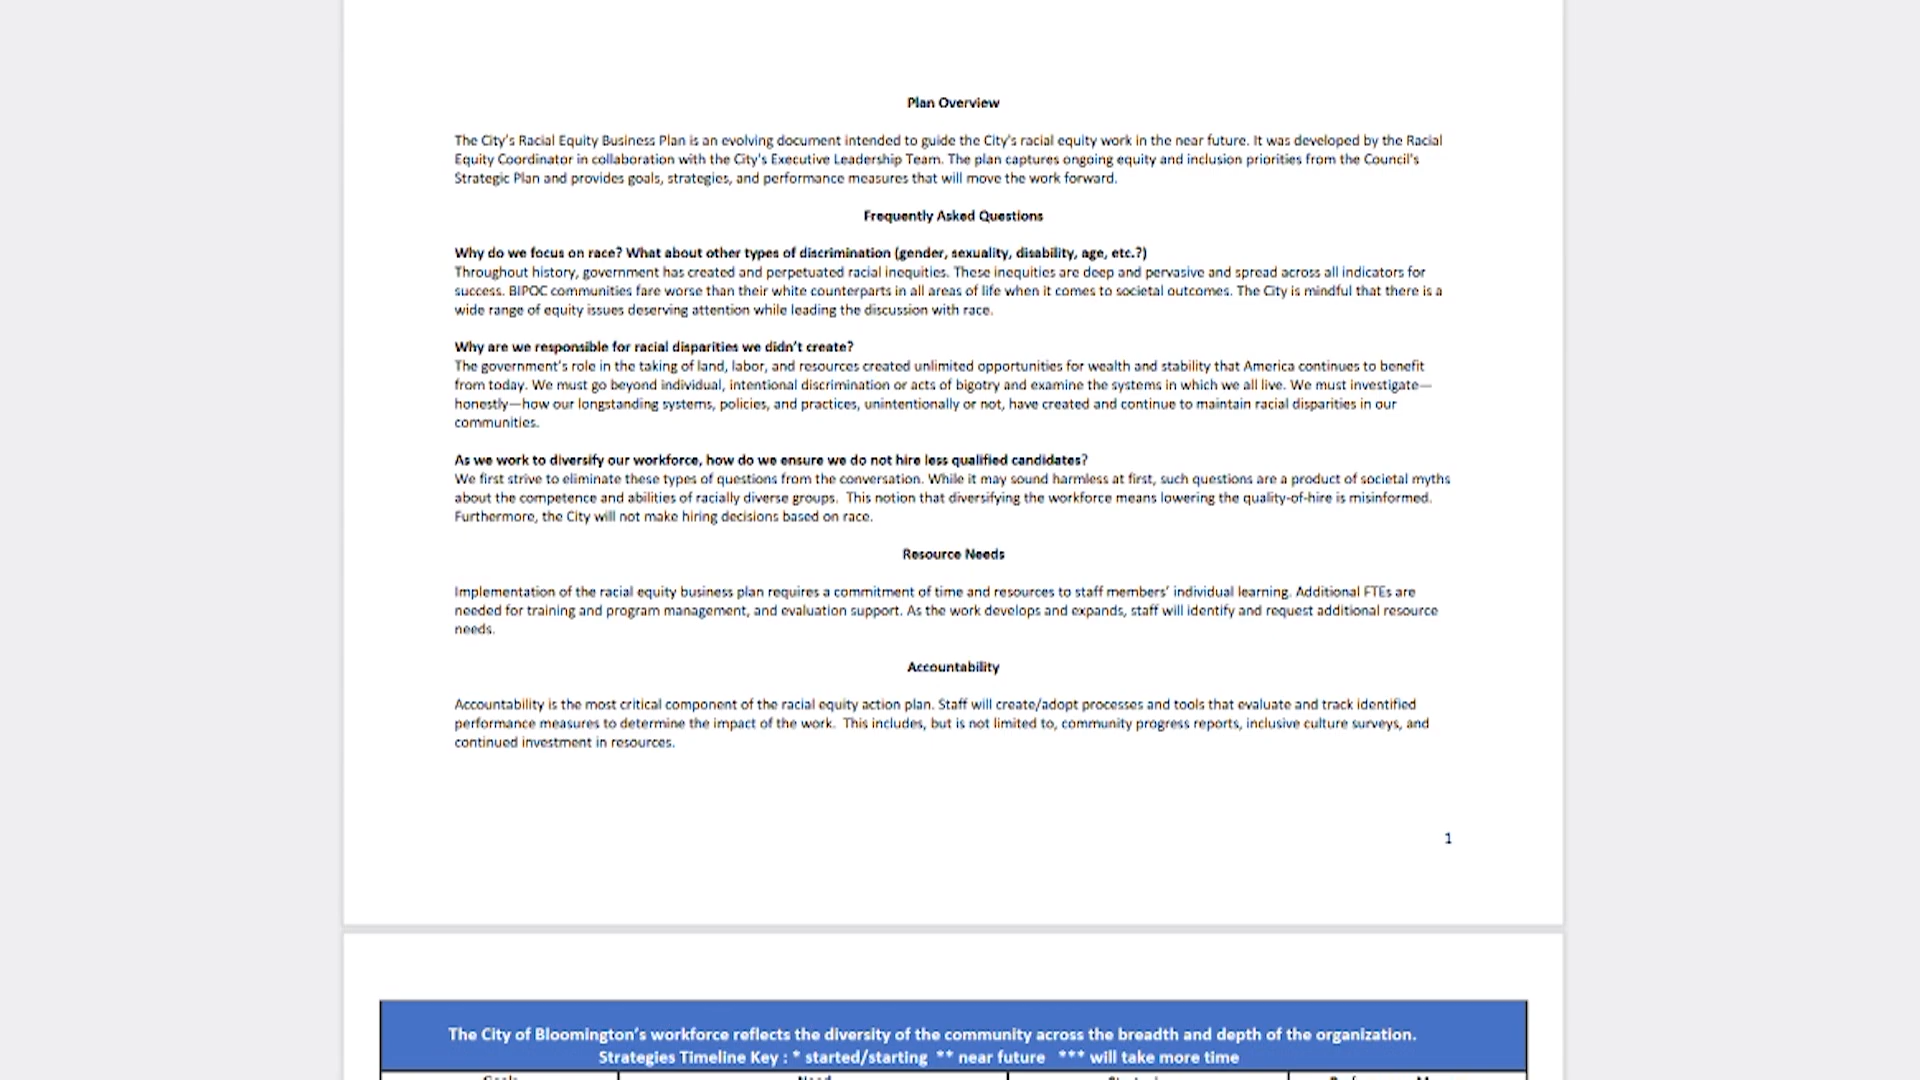 Plan Overview
The City's Racial Equity Business Plan is an evolving document intended to guide the City's racial equity work in the near future. It was developed by the Racial
Equity Coordinator in collaboration with the City's Executive Leadership Team. The plan captures ongoing equity and inclusion priorities from the Council's
Strategic Plan and provides goals, strategies, and performance measures that will move the work forward.
Frequently Asked Questions
Why do we focus on race? What about other types of discrimination (gender, sexuality, disability, age, etc.?)
Throughout history, government has created and perpetuated racial inequities. These inequities are deep and pervasive and spread across all indicators for
success. BIPOC communities fare worse than their white counterparts in all areas of life when it comes to societal outcomes. The City is mindful that there is a
wide range of equity issues deserving attention while leading the discussion with race.
Why are we responsible for racial disparities we didn't create?
The government's role in the taking of land, labor, and resources created unlimited opportunities for wealth and stability that America continues to benefit
from today. We must go beyond individual, intentional discrimination or acts of bigotry and examine the systems in which we all live. We must investigate—
honestly—how our longstanding systems, policies, and practices, unintentionally or not, have created and continue to maintain racial disparities in our
communities.
As we work to diversify our workforce, how do we ensure we do not hire less qualified candidates?
We first strive to eliminate these types of questions from the conversation. While it may sound harmless at first, such questions are a product of societal myths
about the competence and abilities of racially diverse groups.  This notion that diversifying the workforce means lowering the quality-of-hire is misinformed.
Furthermore, the City will not make hiring decisions based on race.
Resource Needs
Implementation of the racial equity business plan requires a commitment of time and resources to staff members' individual learning. Additional FTEs are
needed for training and program management, and evaluation support. As the work develops and expands, staff will identify and request additional resource
needs.
Accountability
Accountability is the most critical component of the racial equity action plan. Staff will create/adopt processes and tools that evaluate and track identified
performance measures to determine the impact of the work.  This includes, but is not limited to, community progress reports, inclusive culture surveys, and
continued investment in resources.
1
The City of Bloomington's workforce reflects the diversity of the community across the breadth and depth of the organization.
Strategies Timeline Key : * started/starting  ** near future   *** will take more time